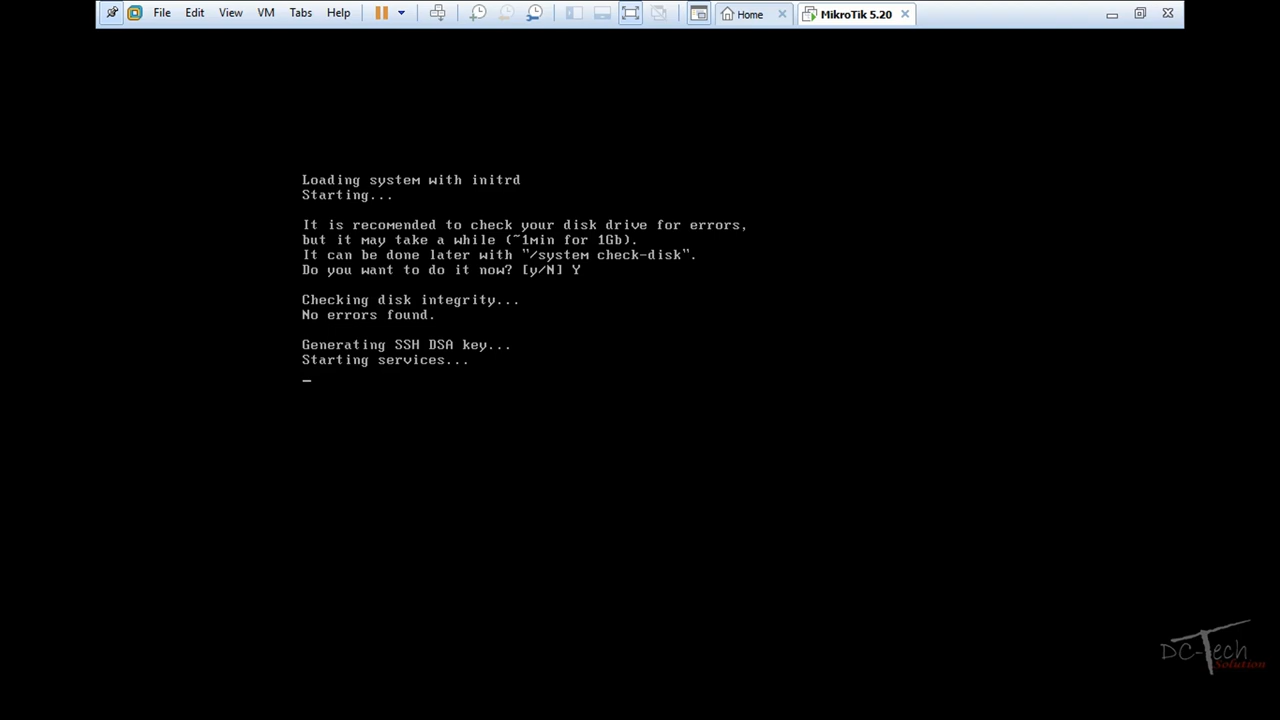 File Edit View VM Tabs Help Home MikroTik 5.20
Loading system with initrd
Starting...
It is recomended to check your disk drive for errors,
but it may take a while (~1min for 1Gb).
It can be done later with "/system check-disk".
Do you want to do it now? [y/N] Y
Checking disk integrity...
No errors found.
Generating SSH DSA key...
Starting services...
DC-Tech
Solution